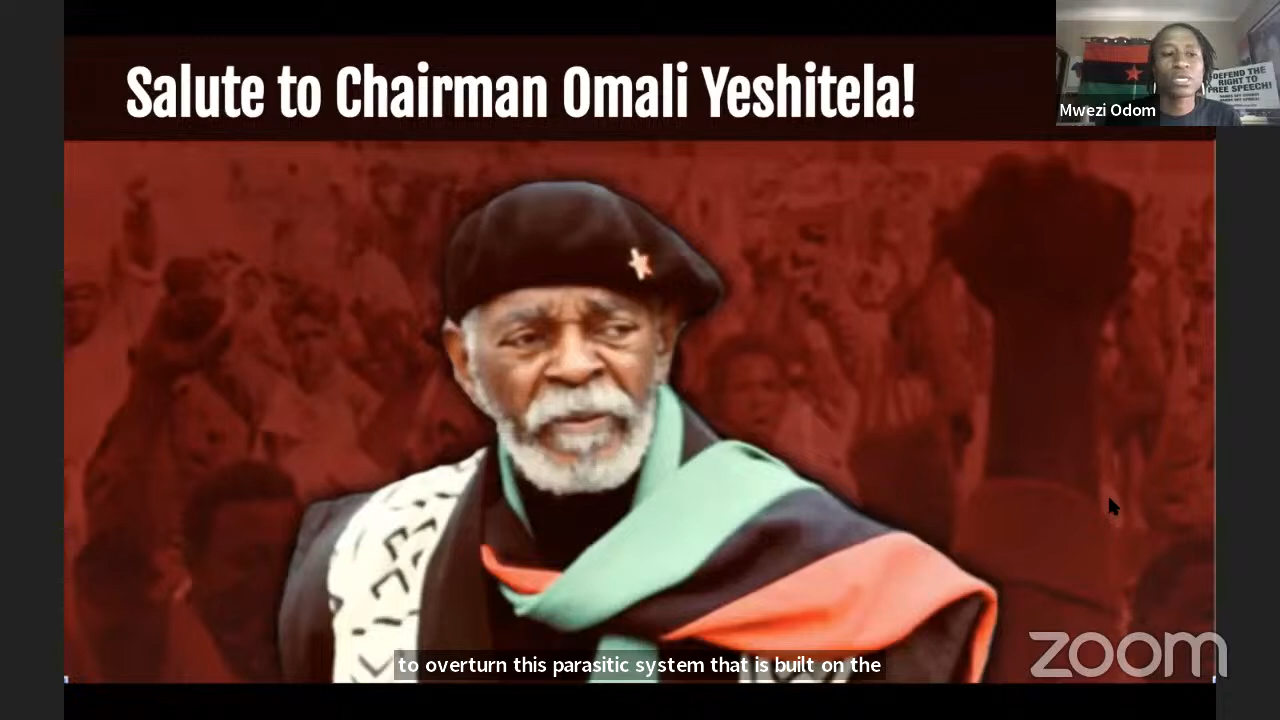 Salute to Chairman Omali Yeshitela!
DEFEND THE
RIGHT TO
FREE SPEECH!
Mwezi Odom
to overturn this parasitic system that is built on the
zoom